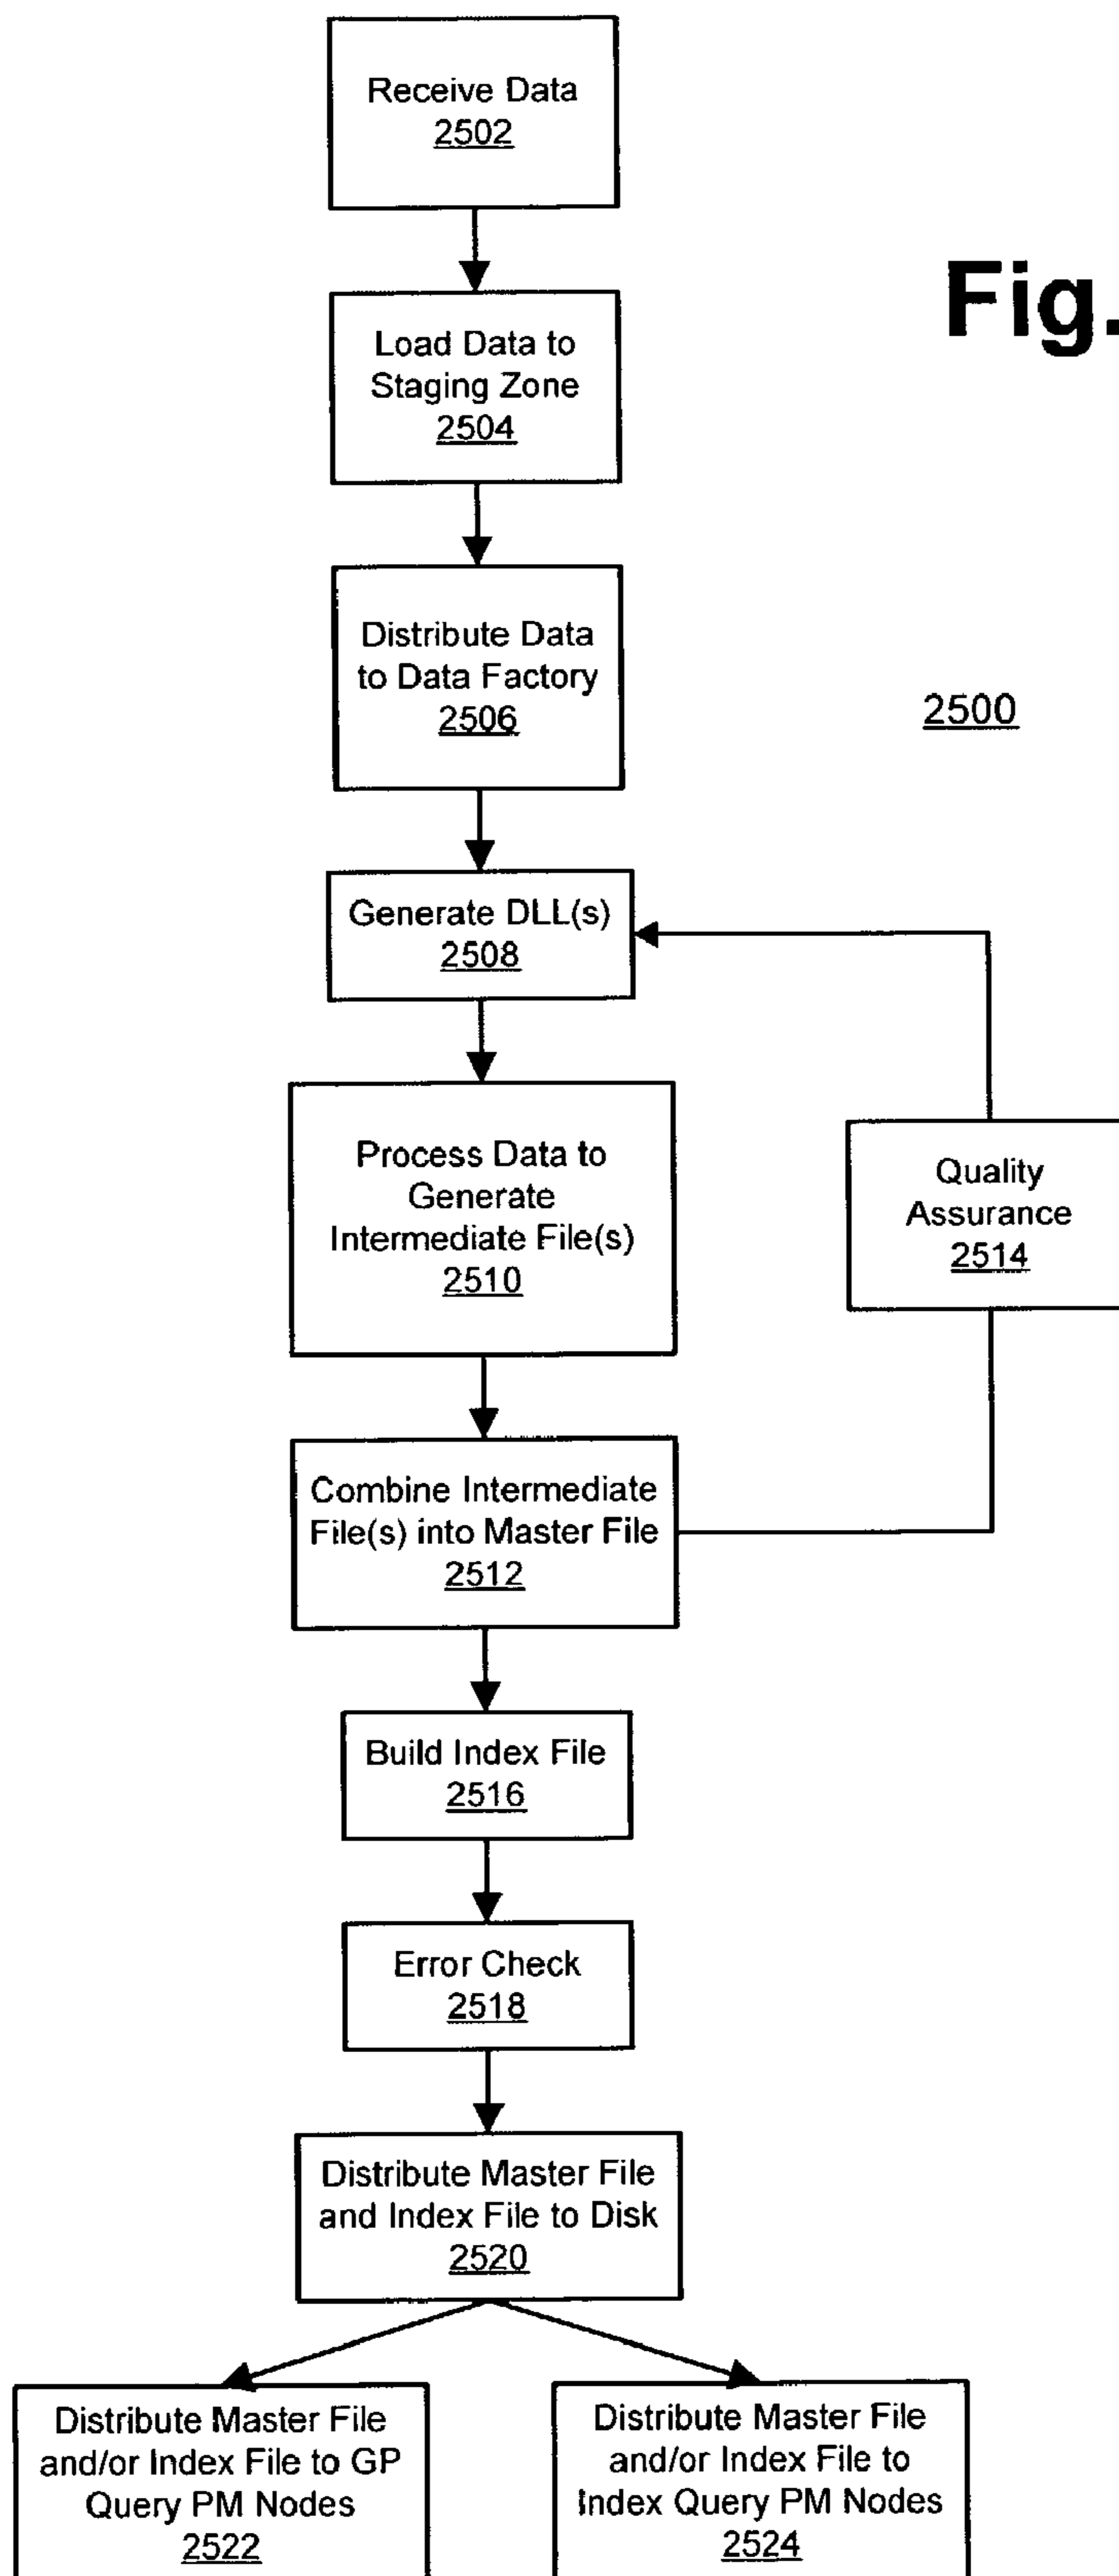 Receive Data
2502
Fig.
Load Data to
Staging Zone
2504
Distribute Data
to Data Factory
2506
2500
Generate DLL(s)
2508
Process Data to
Generate
Intermediate File(s)
2510
Quality
Assurance
2514
Combine Intermediate
File(s) into Master File
2512
Build Index File
2516
Error Check
2518
Distribute Master File
and Index File to Disk
2520
Distribute Master File
and/or Index File to GP
Query PM Nodes
2522
Distribute Master File
and/or Index File to
Index Query PM Nodes
2524